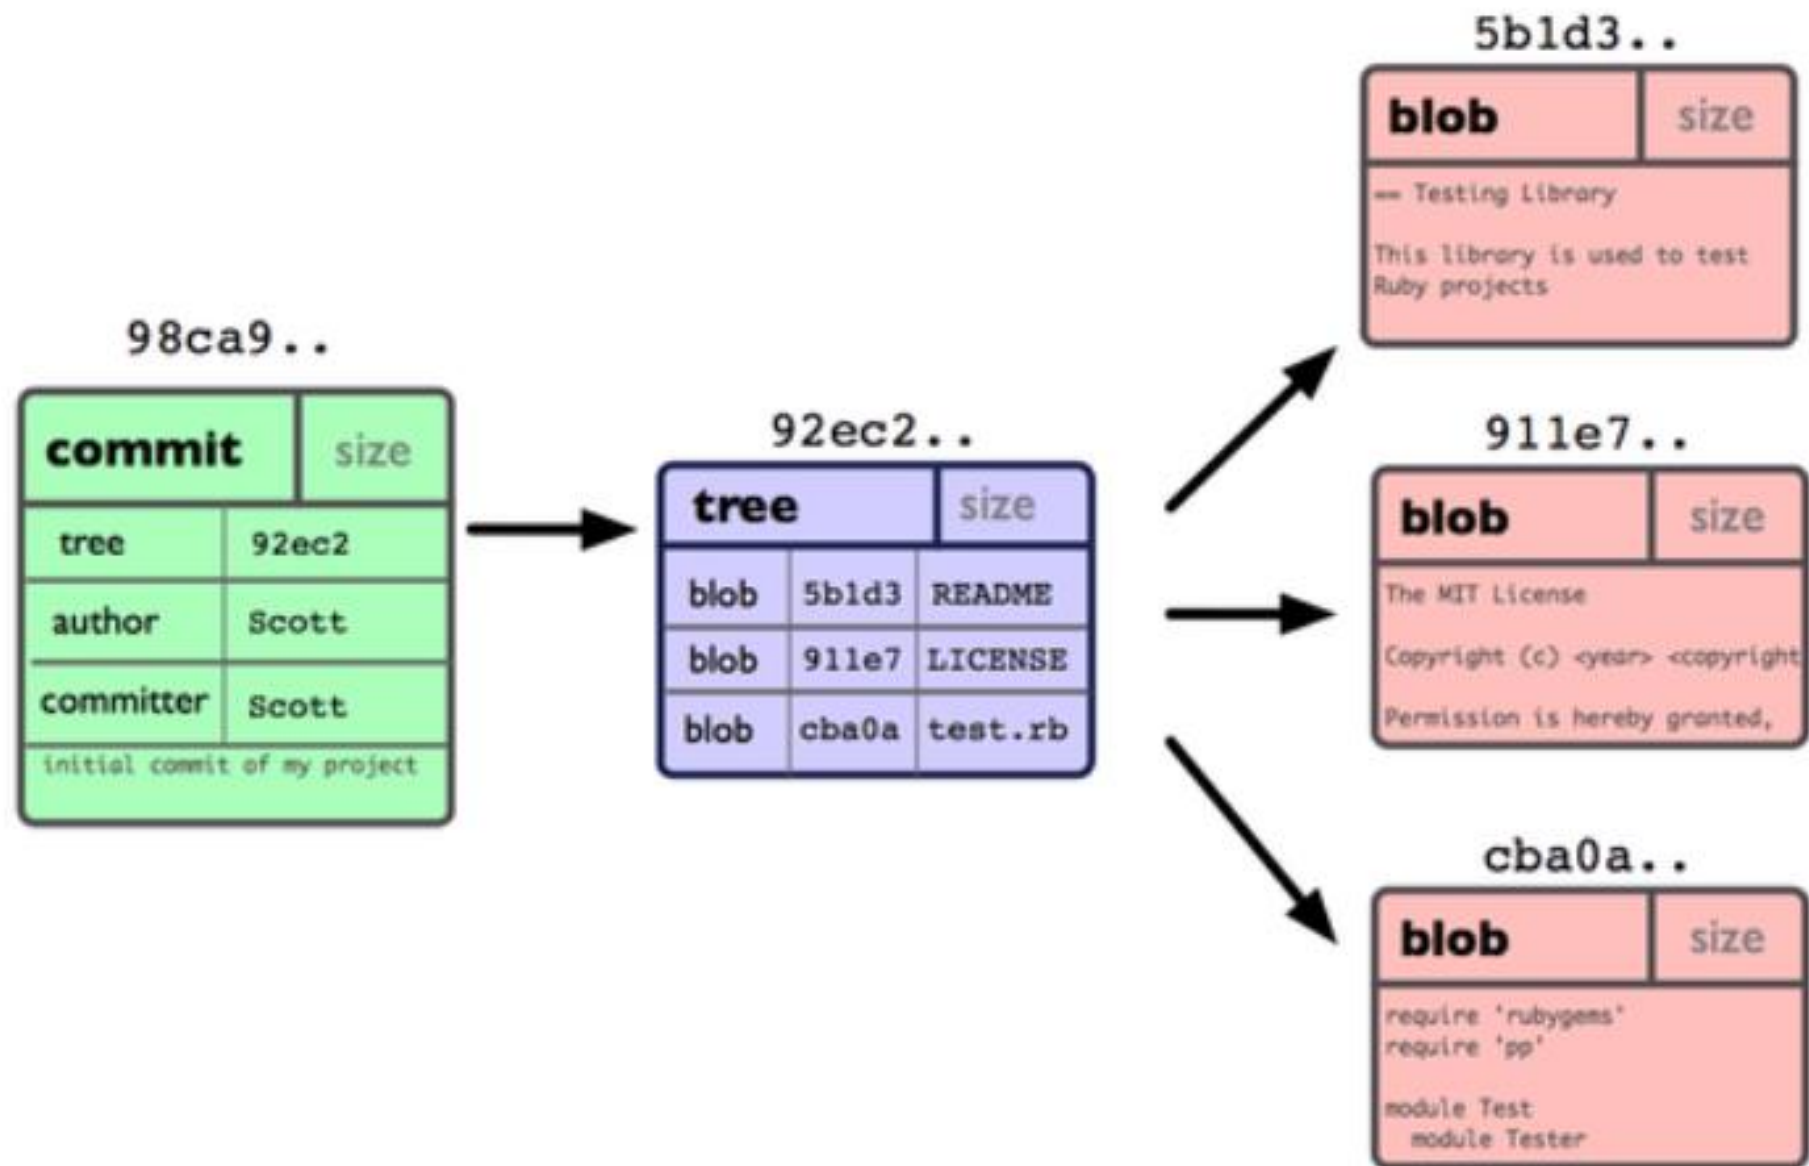 98ca9..
commit size
tree 92ec2
author Scott
committer Scott
initial commit of my project
92ec2..
tree size
blob 5b1d3 README
blob 911e7 LICENSE
blob cba0a test.rb
5b1d3..
blob size
== Testing Library
This library is used to test
Ruby projects
911e7..
blob size
The MIT License
Copyright (c) <year> <copyright
Permission is hereby granted,
cba0a..
blob size
require 'rubygems'
require 'pp'
module Test
module Tester